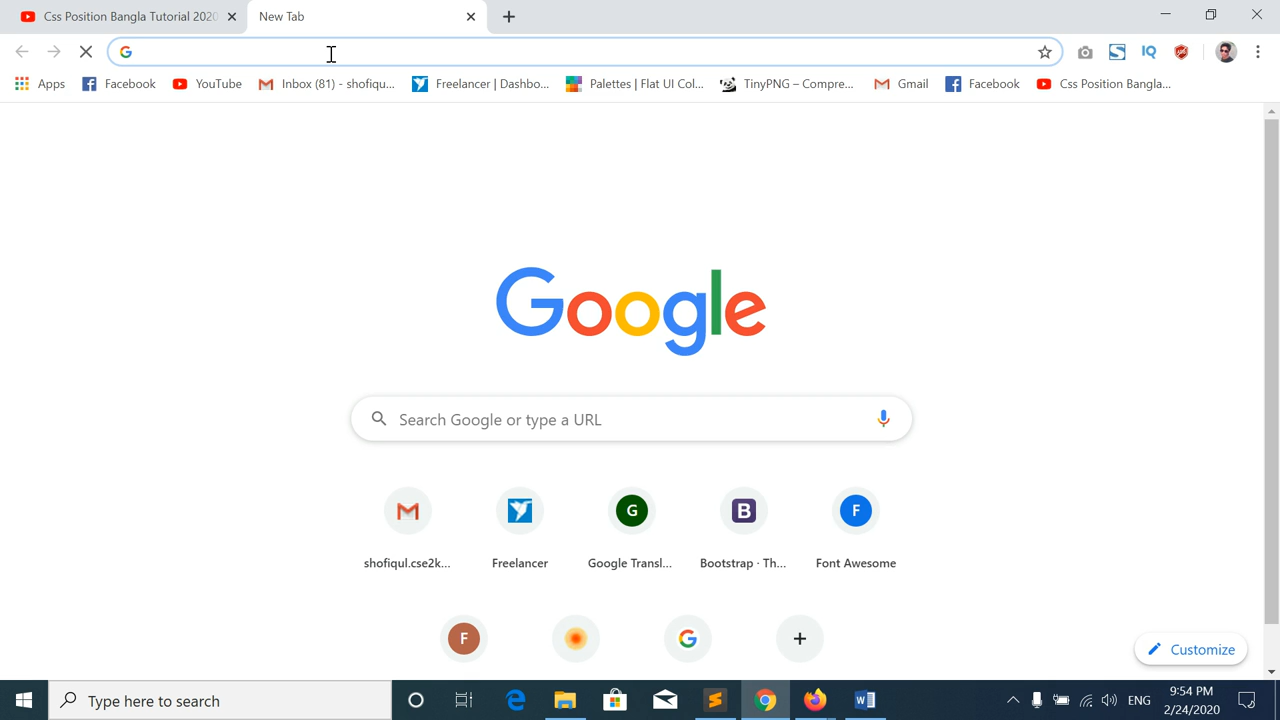 Css Position Bangla Tutorial 2020
New Tab
Apps
Facebook
YouTube
Inbox (81) - shofiqu...
Freelancer | Dashbo...
Palettes | Flat UI Col...
TinyPNG – Compre...
Gmail
Facebook
Css Position Bangla...
IQ
Google
Search Google or type a URL
G
B
F
shofiqul.cse2k...
Freelancer
Google Transl...
Bootstrap · Th...
Font Awesome
F
Customize
Type here to search
ENG
9:54 PM
2/24/2020